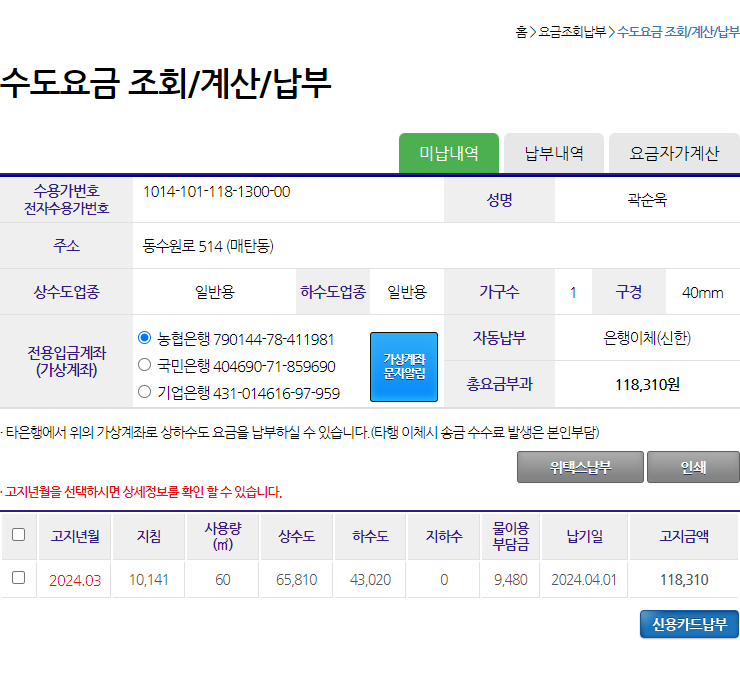 홈 > 요금조회납부 > 수도요금 조회/계산/납부
수도요금 조회/계산/납부
미납내역 납부내역 요금자가계산
수용가번호
전자수용가번호
1014-101-118-1300-00
성명 곽순욱
주소 동수원로 514 (매탄동)
상수도업종 일반용 하수도업종 일반용 가구수 1 구경 40mm
전용입금계좌
(가상계좌)
농협은행 790144-78-411981
국민은행 404690-71-859690
기업은행 431-014616-97-959
가상계좌
문자알림
자동납부 은행이체(신한)
총요금부과 118,310원
· 타은행에서 위의 가상계좌로 상하수도 요금을 납부하실 수 있습니다.(타행 이체시 송금 수수료 발생은 본인부담)
위택스납부 인쇄
· 고지년월을 선택하시면 상세정보를 확인 할 수 있습니다.
고지년월 지침 사용량 상수도 하수도 지하수 물이용 납기일 고지금액
(㎥) 부담금
2024.03 10,141 60 65,810 43,020 0 9,480 2024.04.01 118,310
신용카드납부